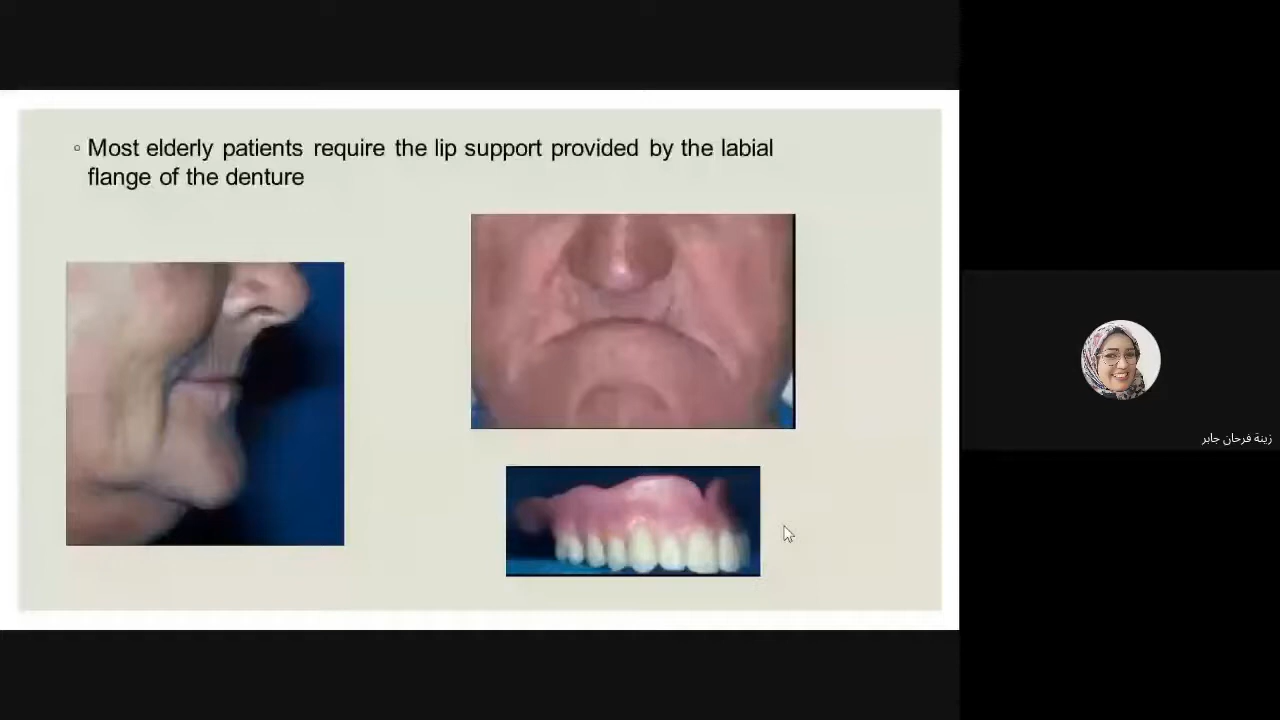 ◦ Most elderly patients require the lip support provided by the labial
flange of the denture
زينة فرحان جابر